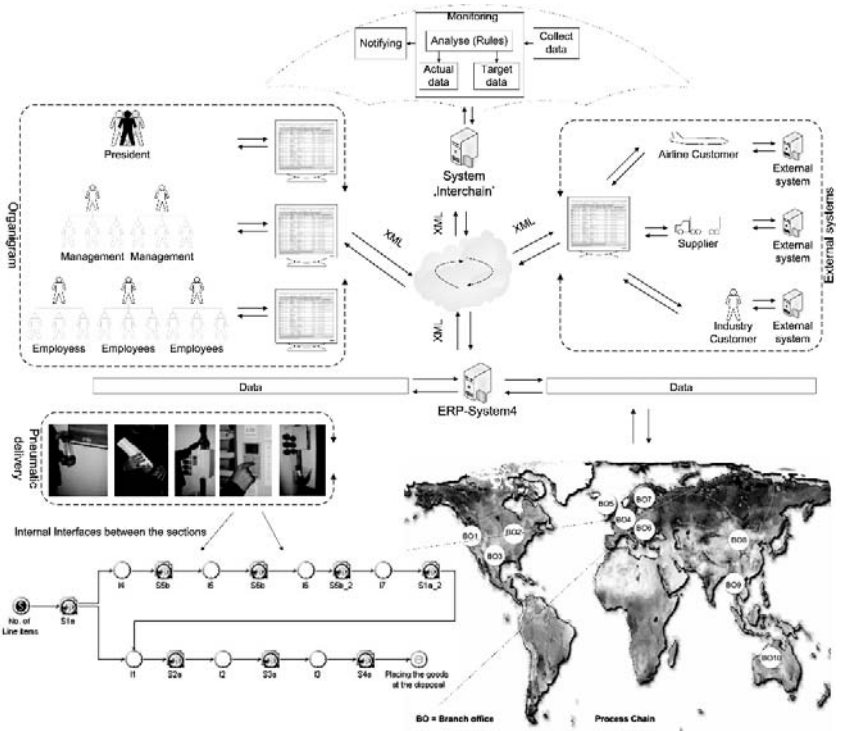 Monitoring
Notifying
Analyse (Rules)
Collect
data
Actual
data
Target
data
Organigram
President
Management
Management
Employess
Employees
Employees
System
„Interchain'
XML
XML
XML
XML
External systems
Airline Customer
External
system
Supplier
External
system
Industry
Customer
External
system
Data
ERP-System4
Data
Pneumatic
delivery
Internal Interfaces between the sections
No. of
Line items
S1a
I4
S5b
I5
S6b
I6
S5b_2
I7
S1a_2
I1
S2a
I2
S3a
I3
S4a
Placing the goods
at the disposal
BO1
BO2
BO3
BO4
BO5
BO6
BO7
BO8
BO9
BO10
BO = Branch office
Process Chain